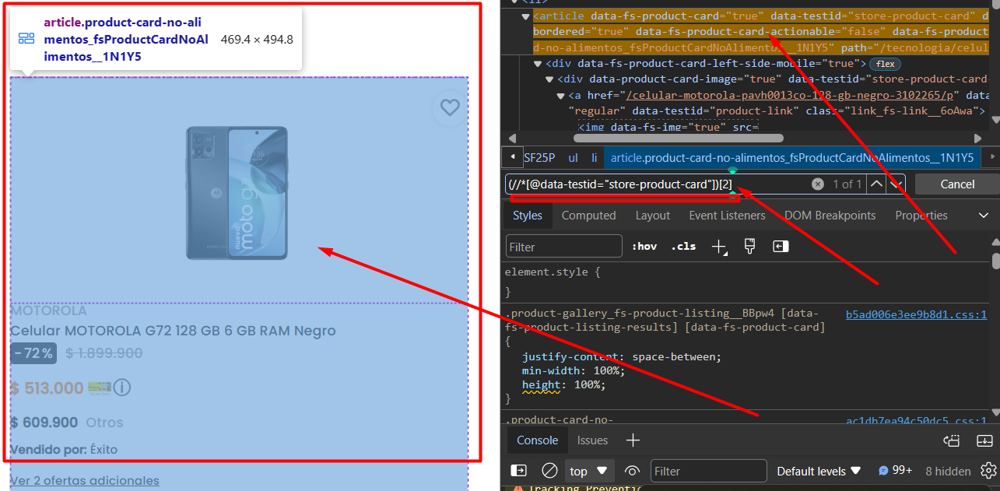 article.product-card-no-ali
mentos_fsProductCardNoAl
imentos__1N1Y5
469.4 × 494.8
nuevo
moto g
motorola
MOTOROLA
Celular MOTOROLA G72 128 GB 6 GB RAM Negro
- 72 %
$ 1.899.900
$ 513.000
$ 609.900 Otros
Vendido por: Éxito
Ver 2 ofertas adicionales
<article data-fs-product-card="true" data-testid="store-product-card" d
bordered="true" data-fs-product-card-actionable="false" data-fs-product
d-no-alimentos_fsProductCardNoAlimentos__1N1Y5" path="/tecnologia/celul
<div data-fs-product-card-left-side-mobile="true"> flex
<div data-product-card-image="true" data-testid="store-product-card-
<a href="/celular-motorola-pavh0013co-128-gb-negro-3102265/p" data
"regular" data-testid="product-link" class="link_fs-link__6oAwa">
<img data-fs-img="true" src=
SF25P ul li article.product-card-no-alimentos_fsProductCardNoAlimentos__1N1Y5
(//*[@data-testid="store-product-card"])[2]
1 of 1
Cancel
Styles Computed Layout Event Listeners DOM Breakpoints Properties
Filter :hov .cls
element.style {
}
.product-gallery_fs-product-listing__BBpw4 [data- b5ad006e3ee9b8d1.css:1
fs-product-listing-results] [data-fs-product-card]
{
justify-content: space-between;
min-width: 100%;
height: 100%;
}
.product-card-no- ac1db7ea94c50dc5.css:1
Console Issues
top Filter Default levels 99+ 8 hidden
Tracking Preventio